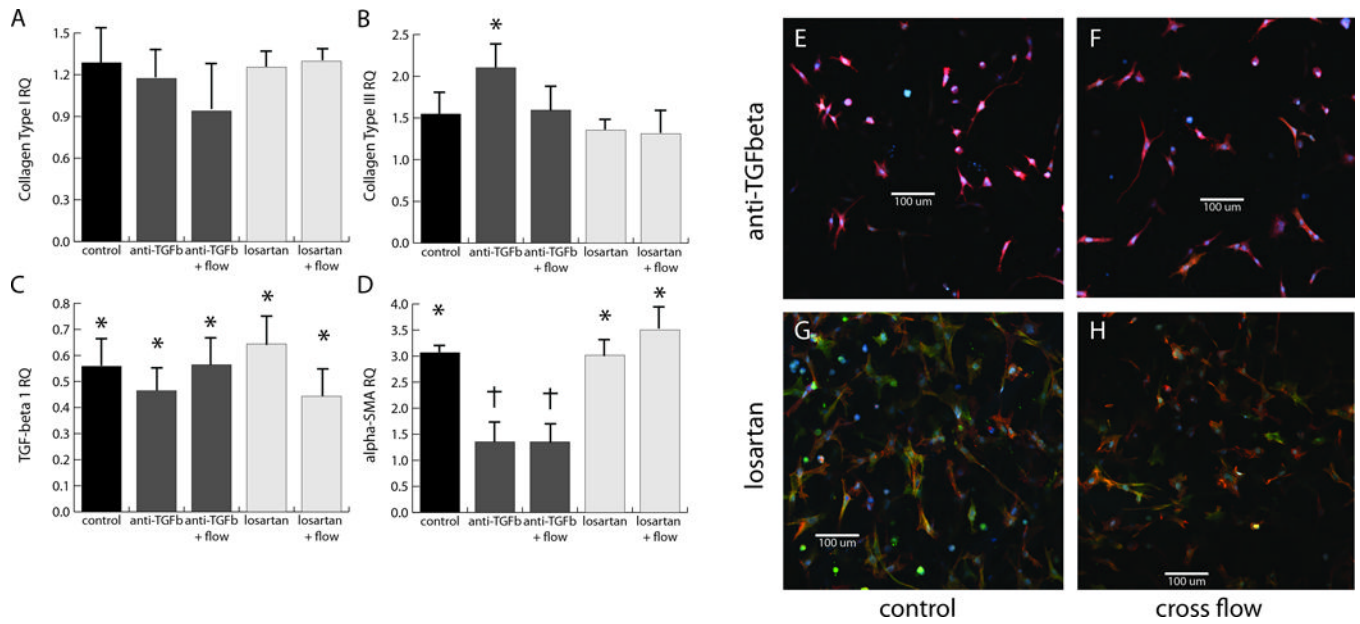 A
Collagen Type I RQ
1.5
1.2
0.9
0.6
0.3
0.0
control
anti-TGFb
anti-TGFb
+ flow
losartan
losartan
+ flow
B
Collagen Type III RQ
2.5
2.0
1.5
1.0
0.5
0.0
*
control
anti-TGFb
anti-TGFb
+ flow
losartan
losartan
+ flow
C
TGF-beta 1 RQ
0.8
0.7
0.6
0.5
0.4
0.3
0.2
0.1
0.0
*
*
*
*
*
control
anti-TGFb
anti-TGFb
+ flow
losartan
losartan
+ flow
D
alpha-SMA RQ
4.0
3.5
3.0
2.5
2.0
1.5
1.0
0.5
0.0
*
†
†
*
*
control
anti-TGFb
anti-TGFb
+ flow
losartan
losartan
+ flow
anti-TGFbeta
E
100 um
F
100 um
losartan
G
100 um
H
100 um
control
cross flow